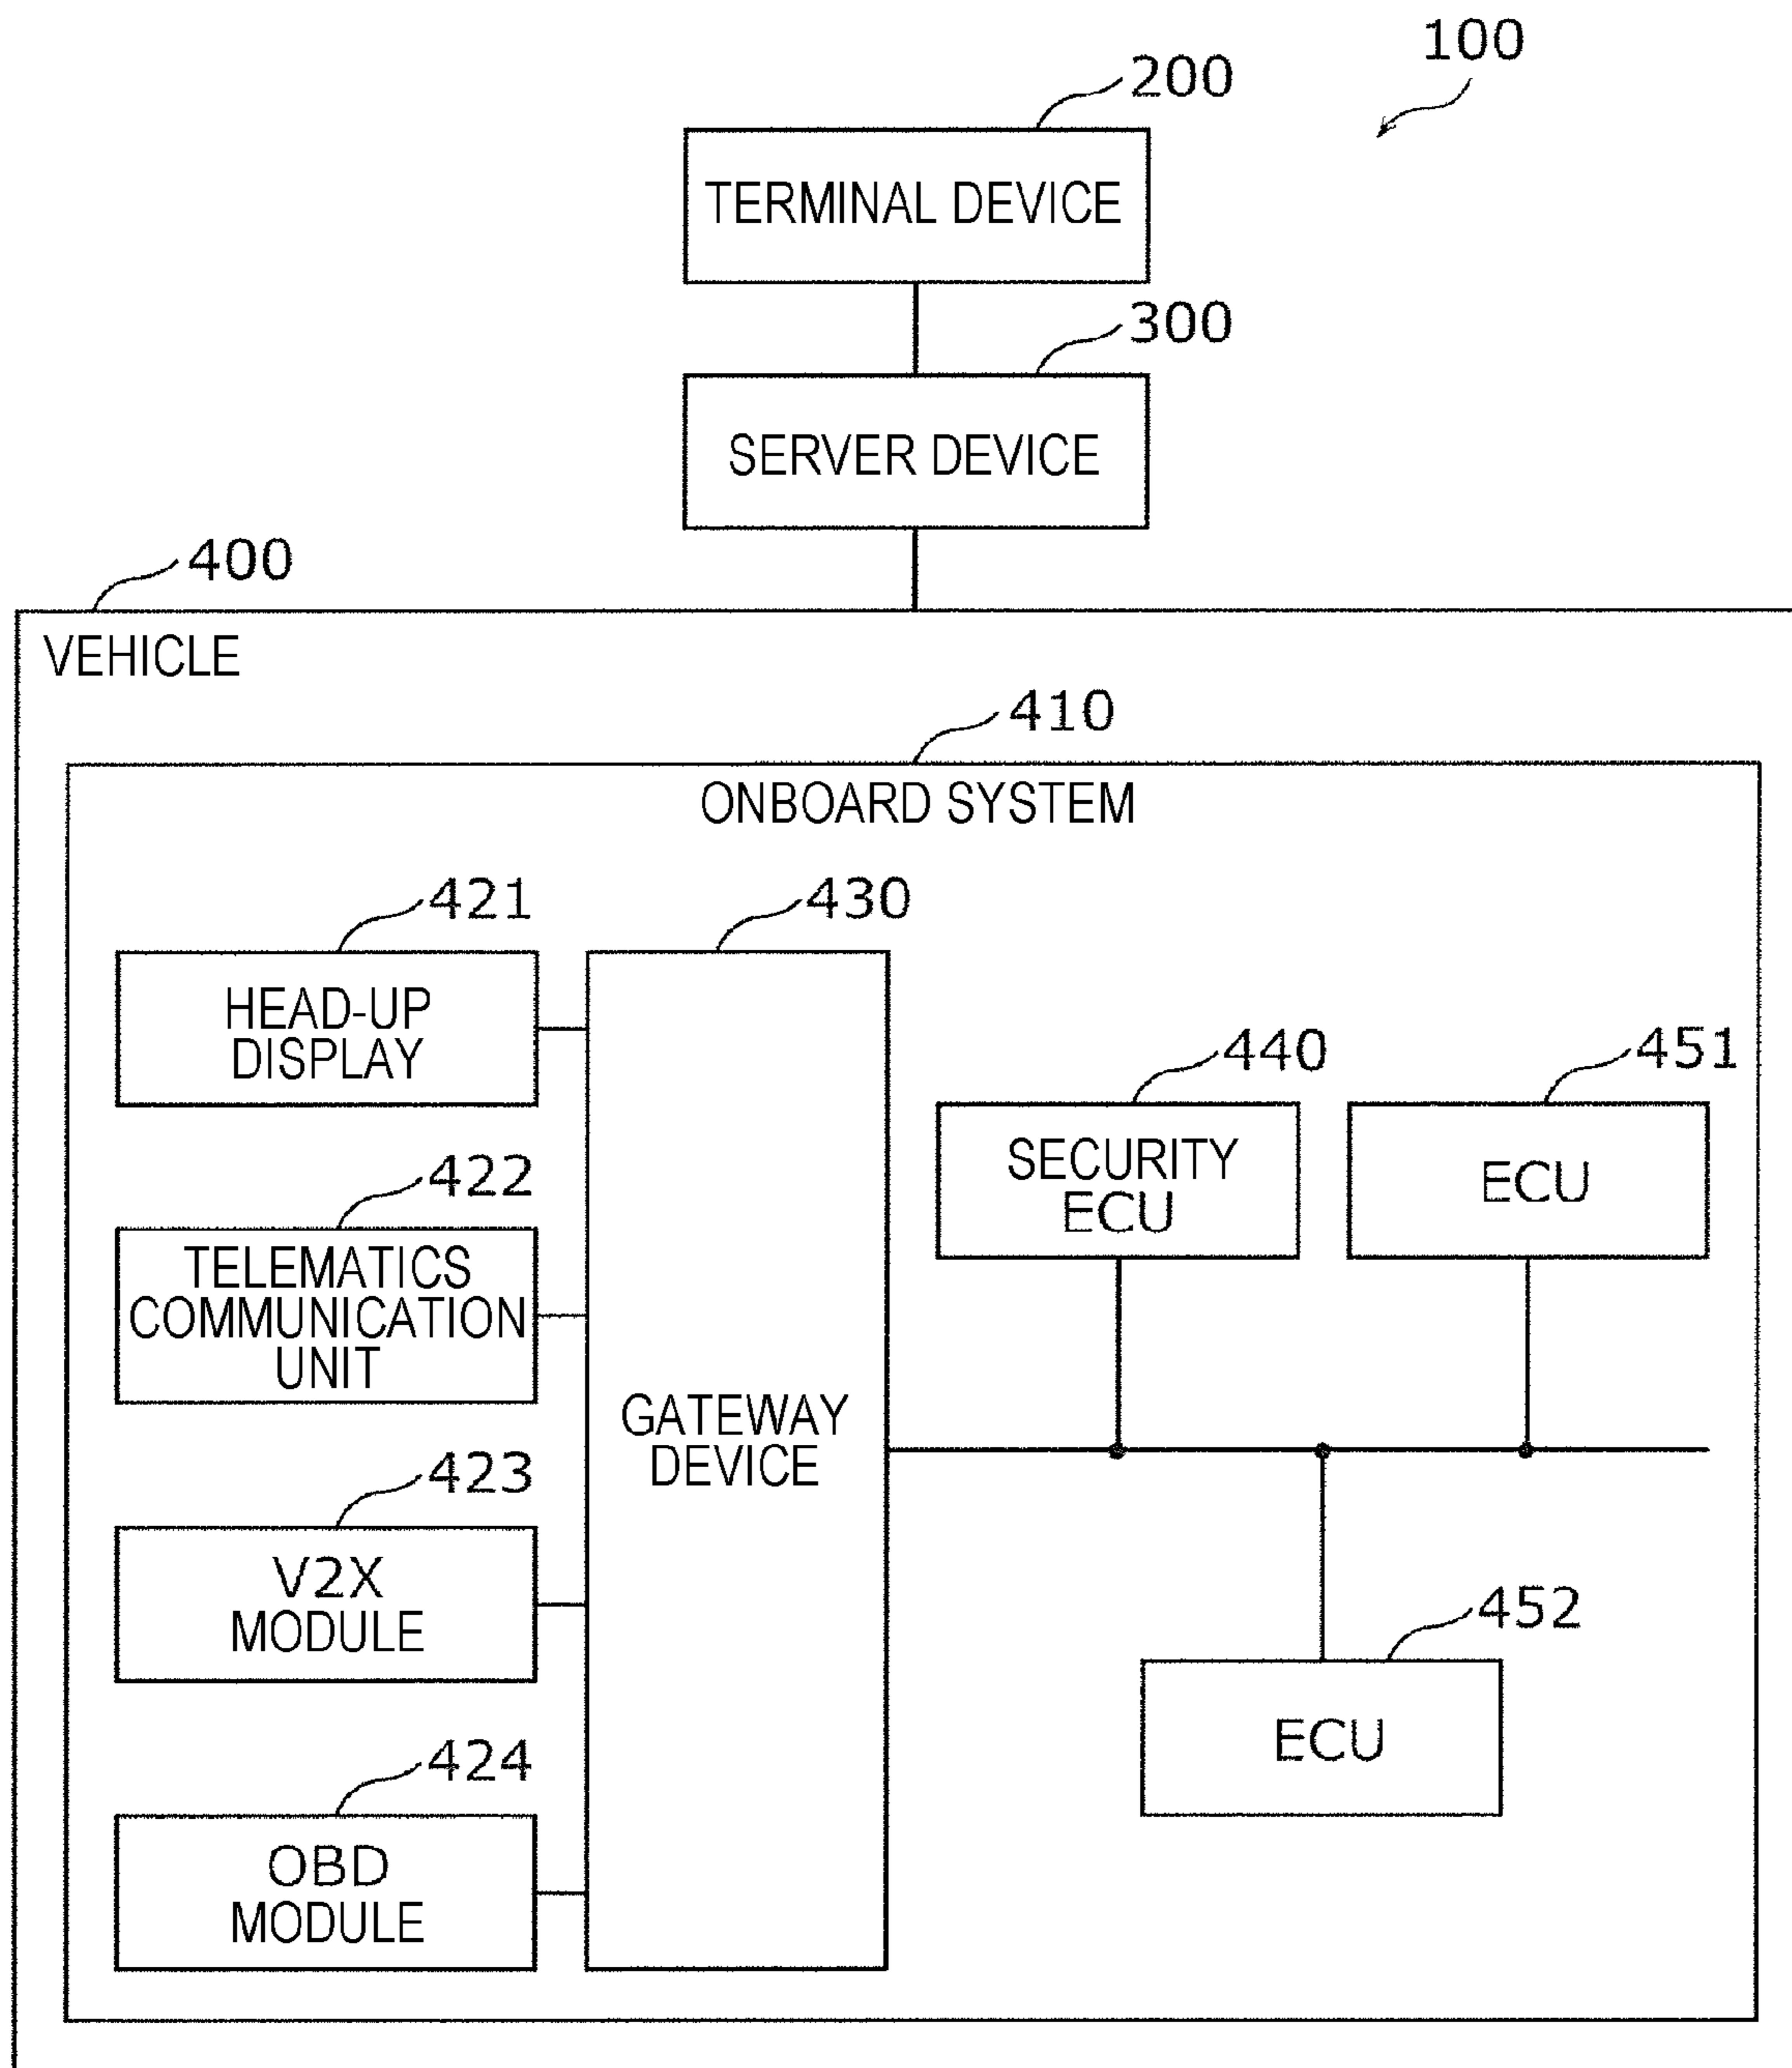 100
200
TERMINAL DEVICE
300
SERVER DEVICE
400
VEHICLE
410
ONBOARD SYSTEM
421
HEAD-UP
DISPLAY
430
GATEWAY
DEVICE
440
SECURITY
ECU
451
ECU
422
TELEMATICS
COMMUNICATION
UNIT
423
V2X
MODULE
452
ECU
424
OBD
MODULE